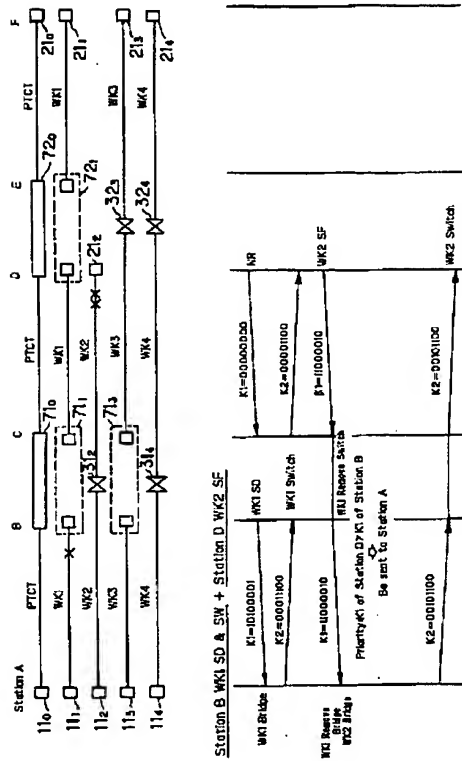 Station A
B
C
D
E
F
11₀
PTCT
71₀
PTCT
72₀
PTCT
21₀
11₁
WK1
71₁
WK1
72₁
WK1
21₁
11₂
WK2
31₂
WK2
21₂
11₃
WK3
71₃
WK3
32₃
WK3
21₃
11₄
WK4
31₄
WK4
32₄
WK4
21₄
Station B WK1 SD & SW + Station D WK2 SF
WK1 SD
NR
K1=10100001
K1=00000000
WK1 Bridge
WK1 Switch
K2=00011100
K2=00001100
WK2 SF
K1=11000010
WK1 Remove Switch
K1=11000010
WK1 Remove
Bridge
WK2 Bridge
Priority:K1 of Station D>K1 of Station B
Be sent to Station A
K2=00101100
K2=00101100
WK2 Switch